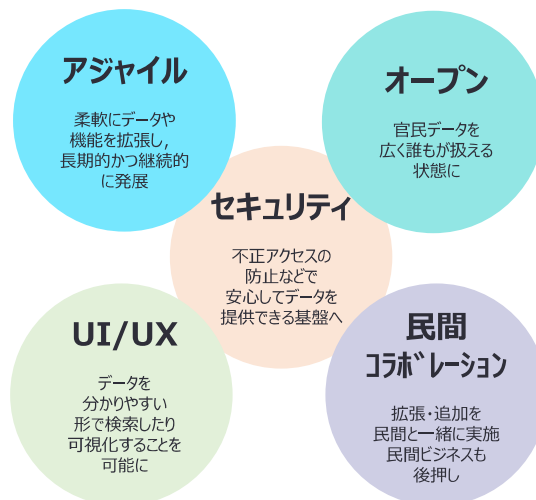 アジャイル
柔軟にデータや
機能を拡張し,
長期的かつ継続的
に発展
オープン
官民データを
広く誰もが扱える
状態に
セキュリティ
不正アクセスの
防止などで
安心してデータを
提供できる基盤へ
UI/UX
データを
分かりやすい
形で検索したり
可視化することを
可能に
民間
コラボレーション
拡張・追加を
民間と一緒に実施
民間ビジネスも
後押し